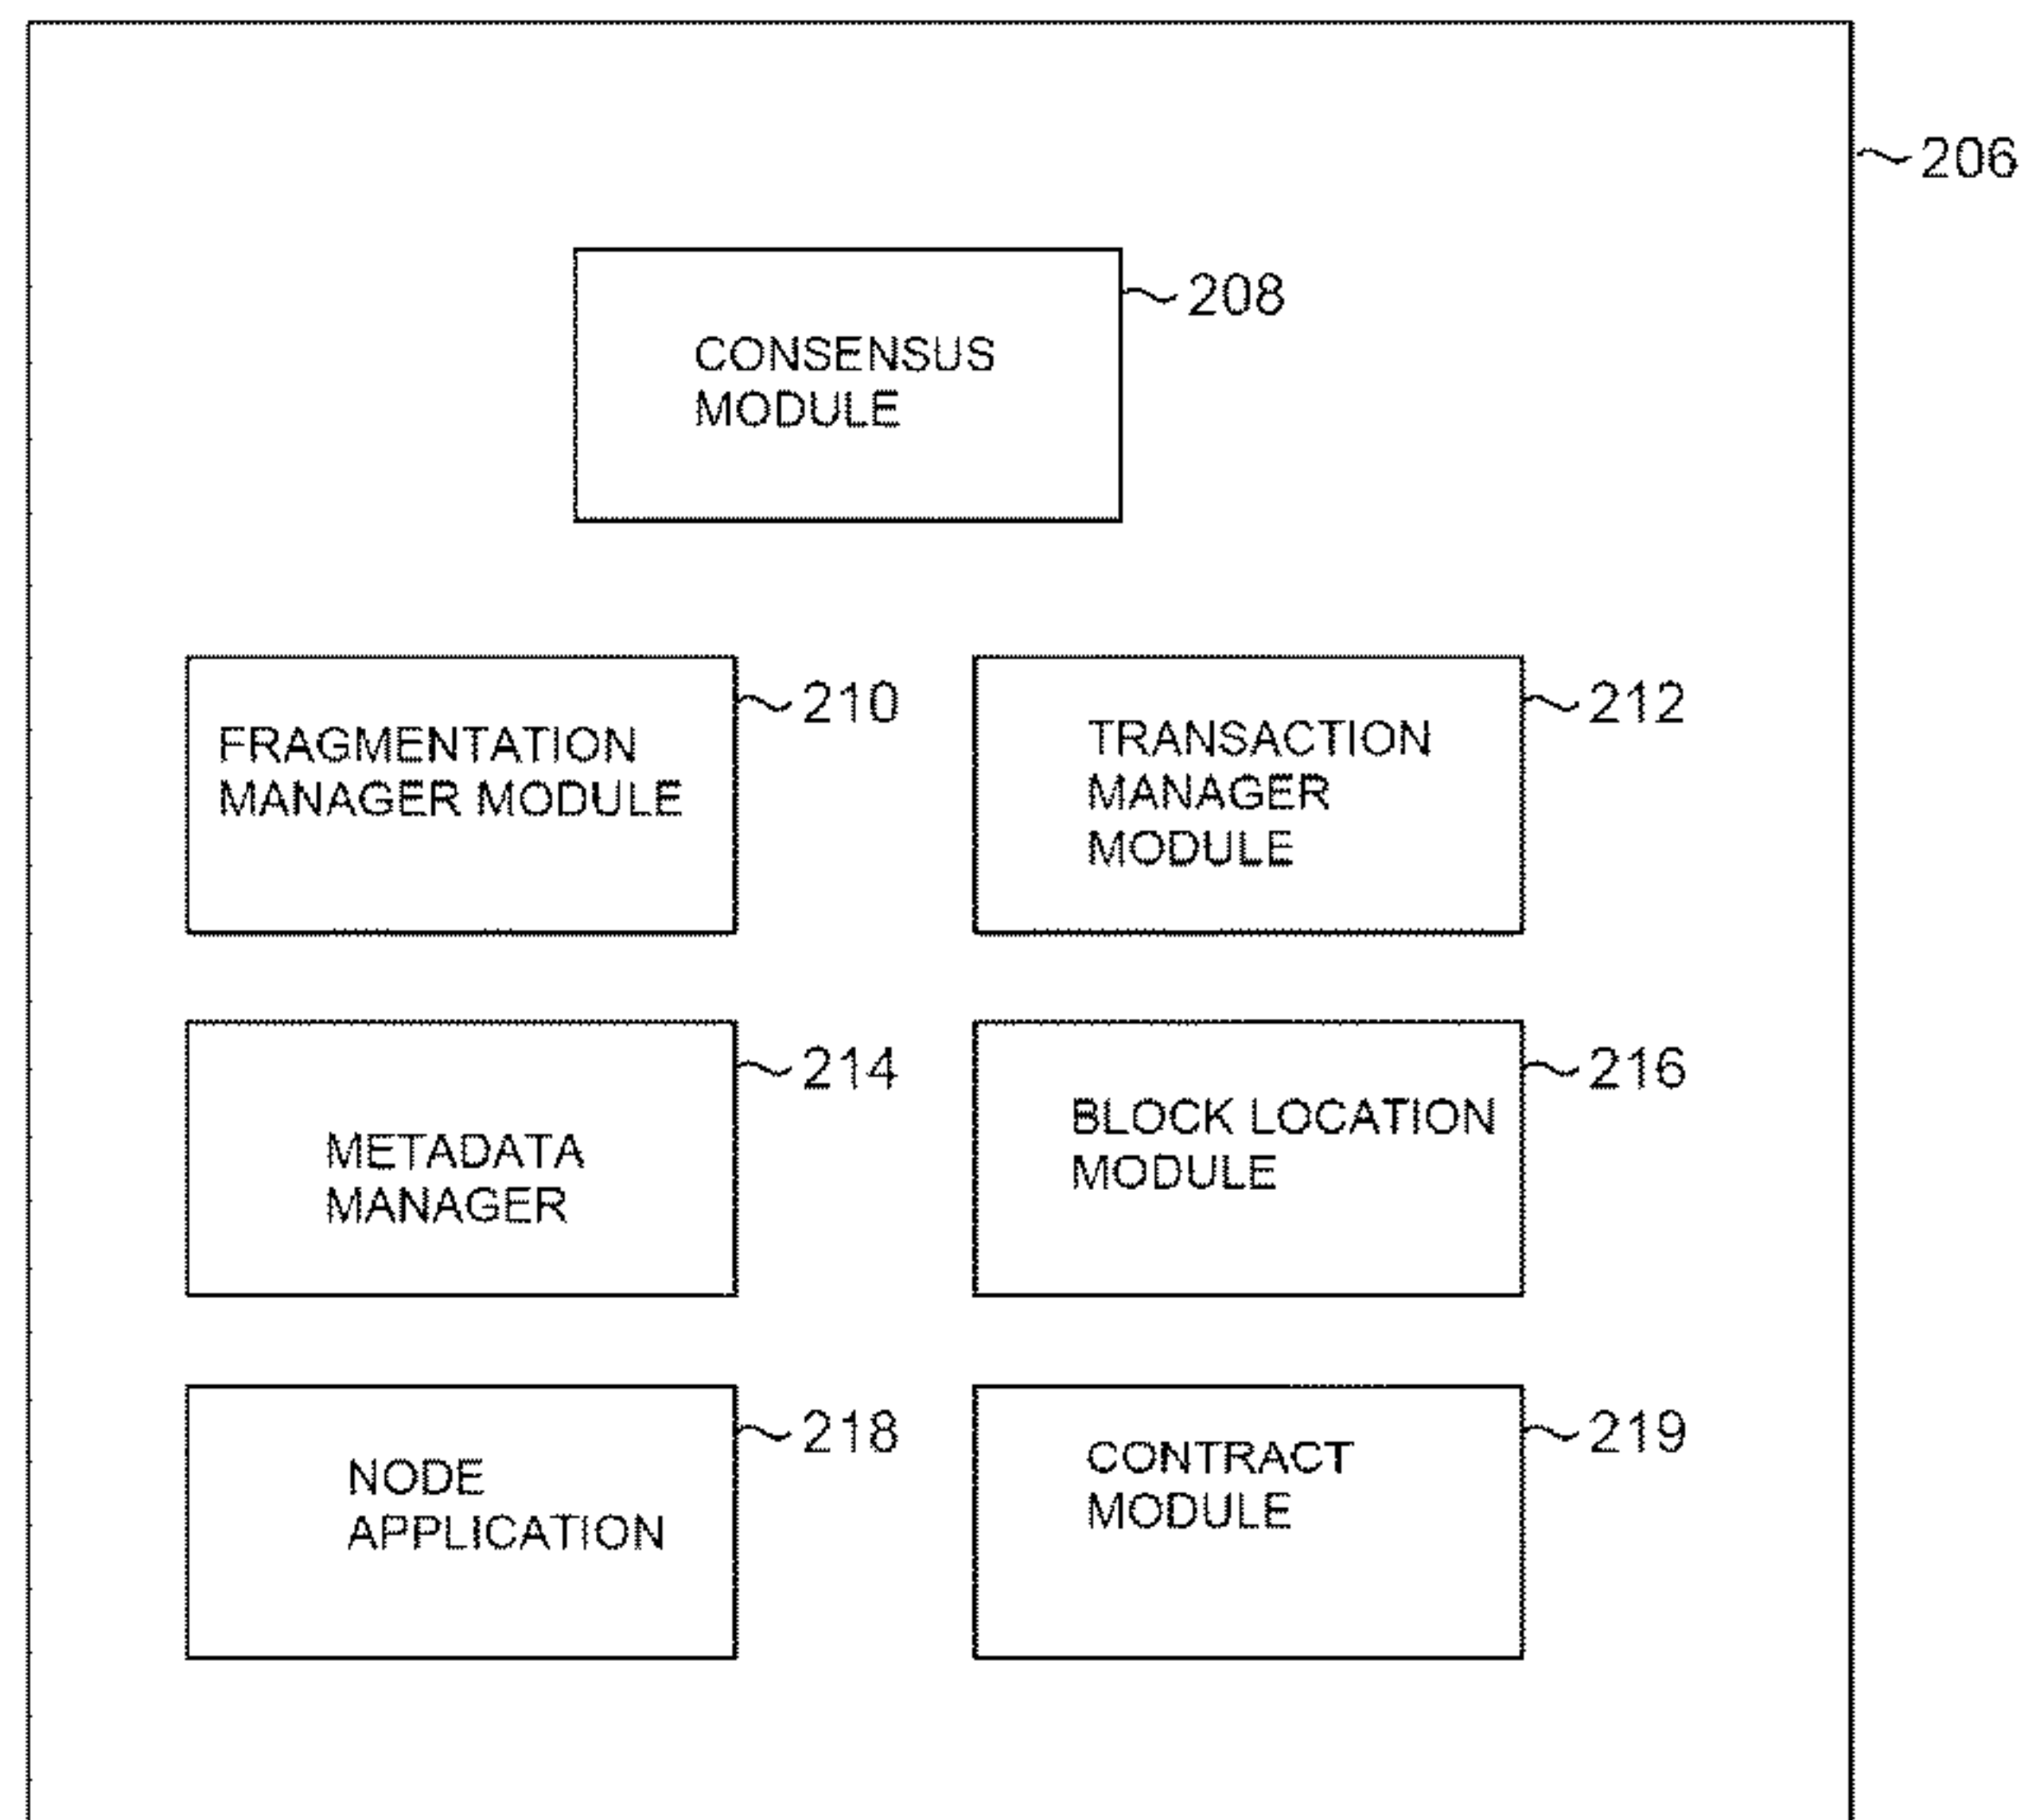 206
208
CONSENSUS
MODULE
210
FRAGMENTATION
MANAGER MODULE
212
TRANSACTION
MANAGER
MODULE
214
METADATA
MANAGER
216
BLOCK LOCATION
MODULE
218
NODE
APPLICATION
219
CONTRACT
MODULE